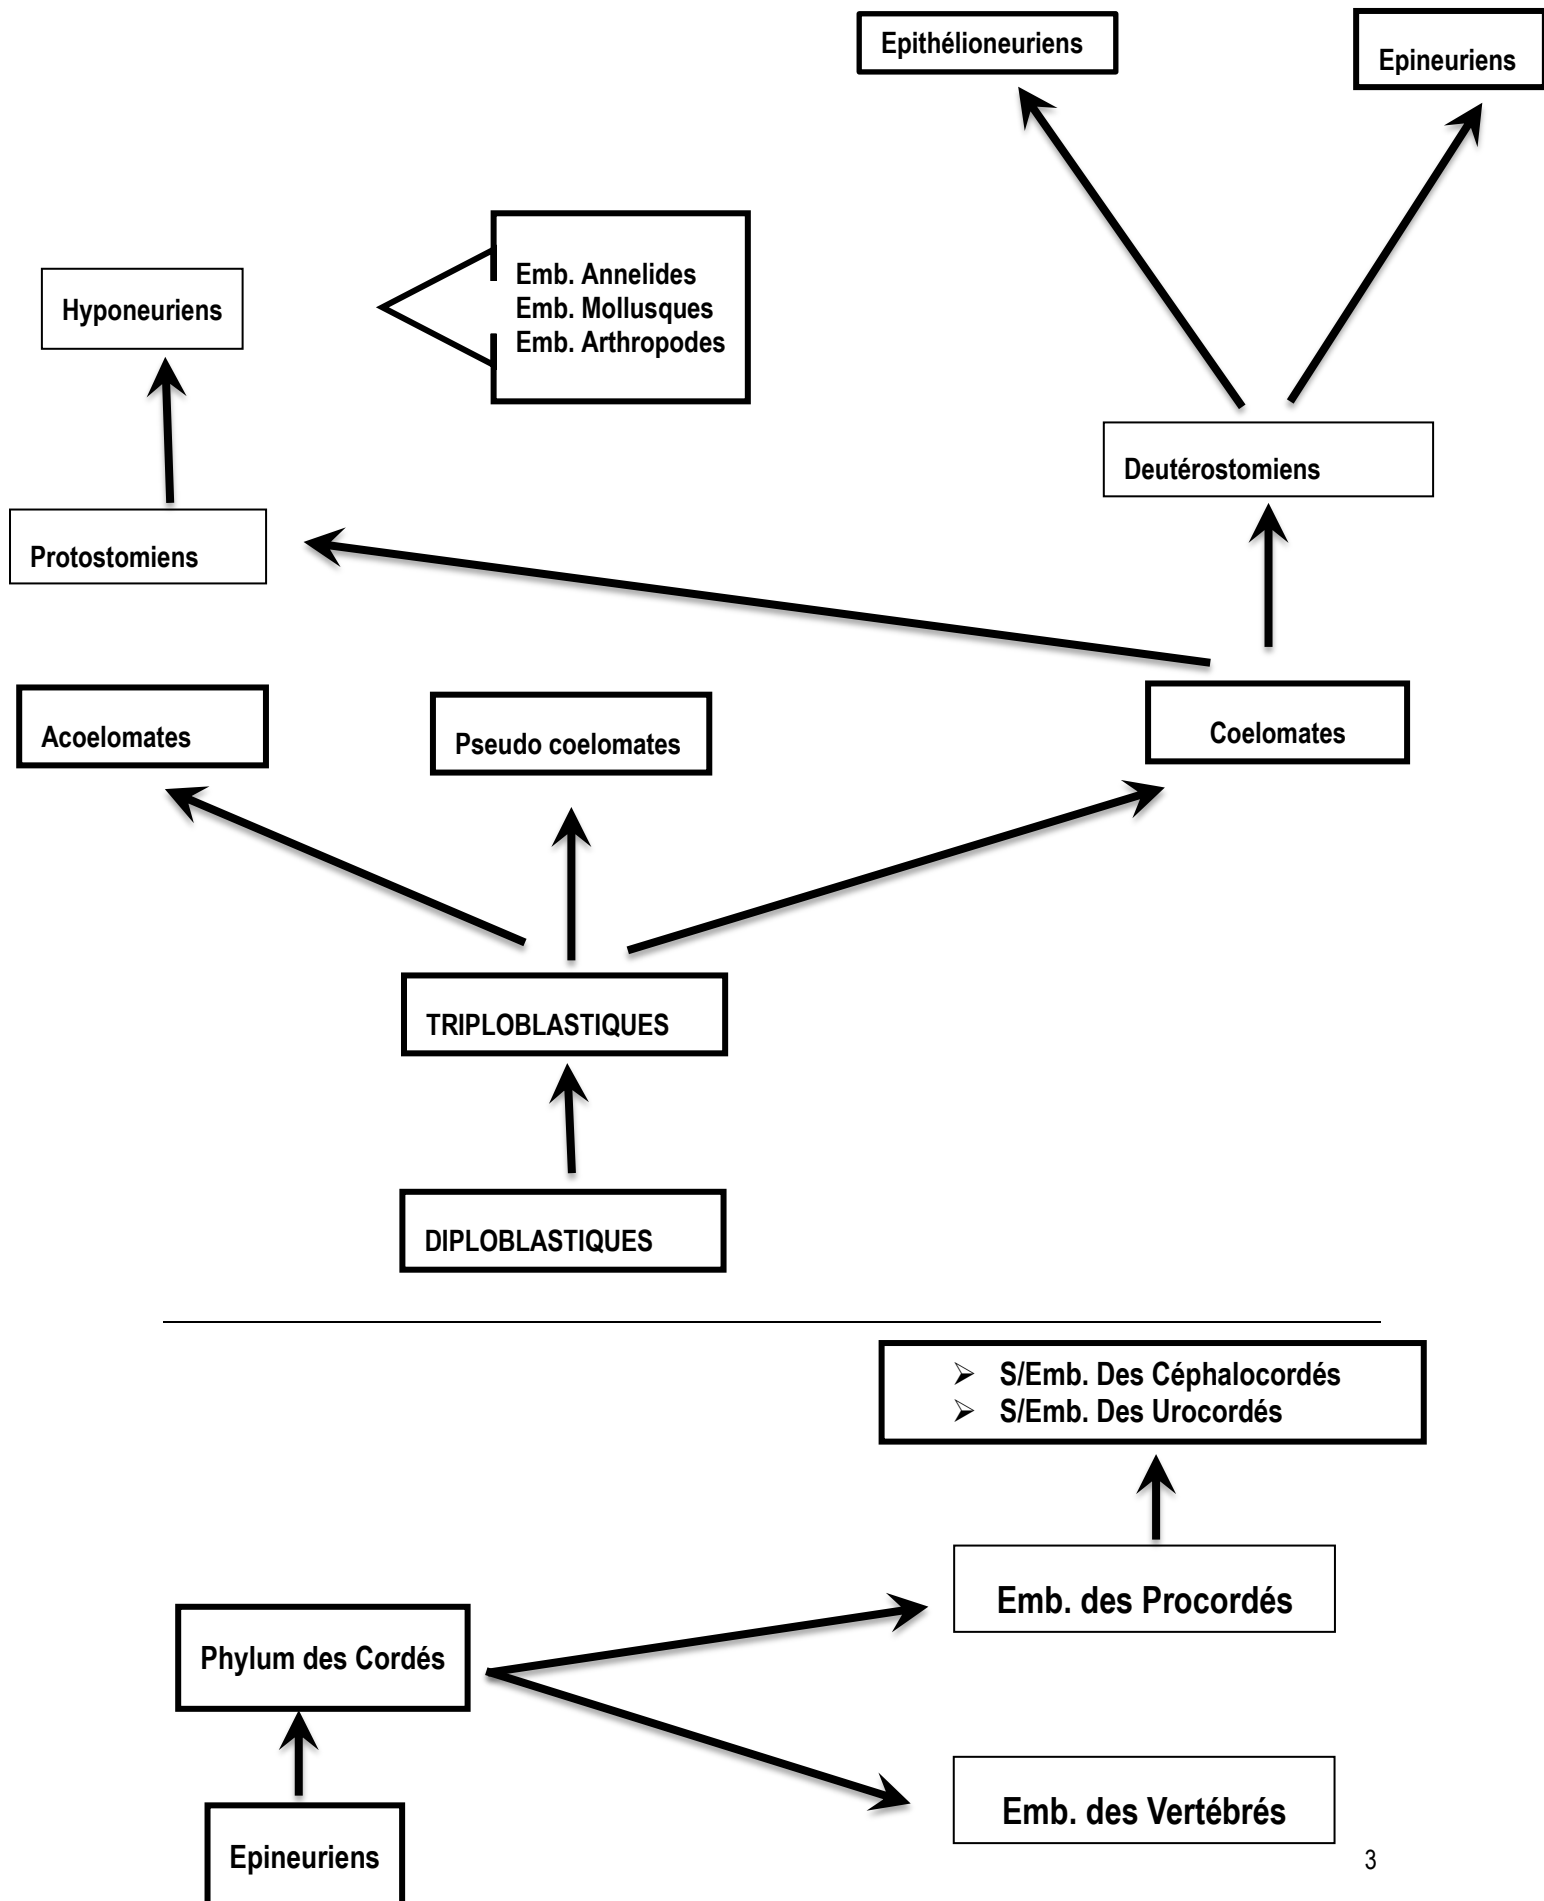 Epithélioneuriens
Epineuriens
Emb. Annelides
Emb. Mollusques
Emb. Arthropodes
Hyponeuriens
Deutérostomiens
Protostomiens
Acoelomates
Pseudo coelomates
Coelomates
TRIPLOBLASTIQUES
DIPLOBLASTIQUES
➢ S/Emb. Des Céphalocordés
➢ S/Emb. Des Urocordés
Emb. des Procordés
Phylum des Cordés
Emb. des Vertébrés
Epineuriens
3